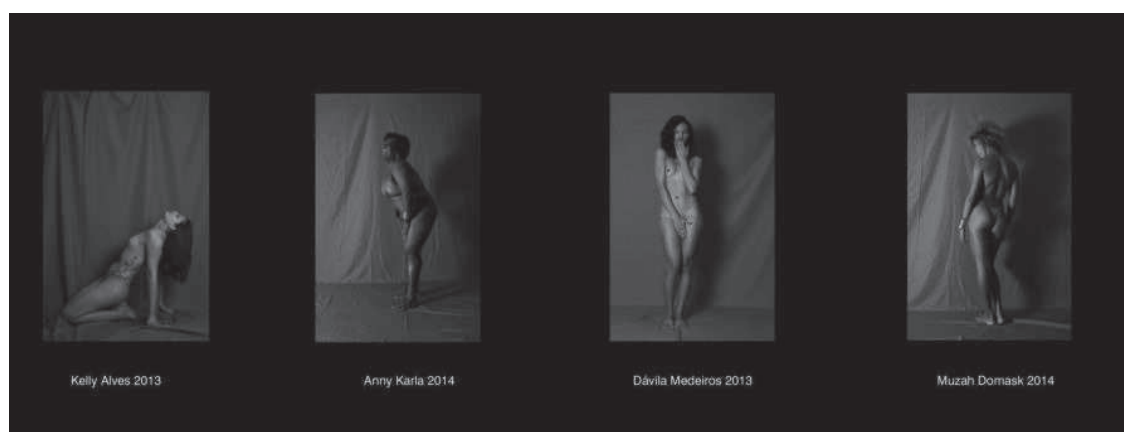 Kelly Alves 2013
Anny Karla 2014
Dávila Medeiros 2013
Muzah Domask 2014